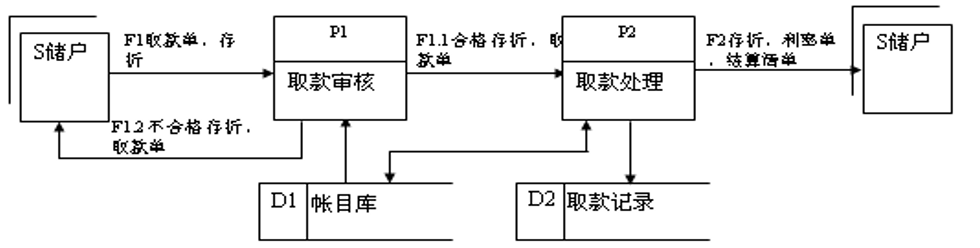 S储户
F1取款单，存
折
P1
取款审核
F1.1合格存折，取
款单
P2
取款处理
F2存折，利息单
，结算清单
S储户
F1.2不合格存折，
取款单
D1 帐目库
D2 取款记录